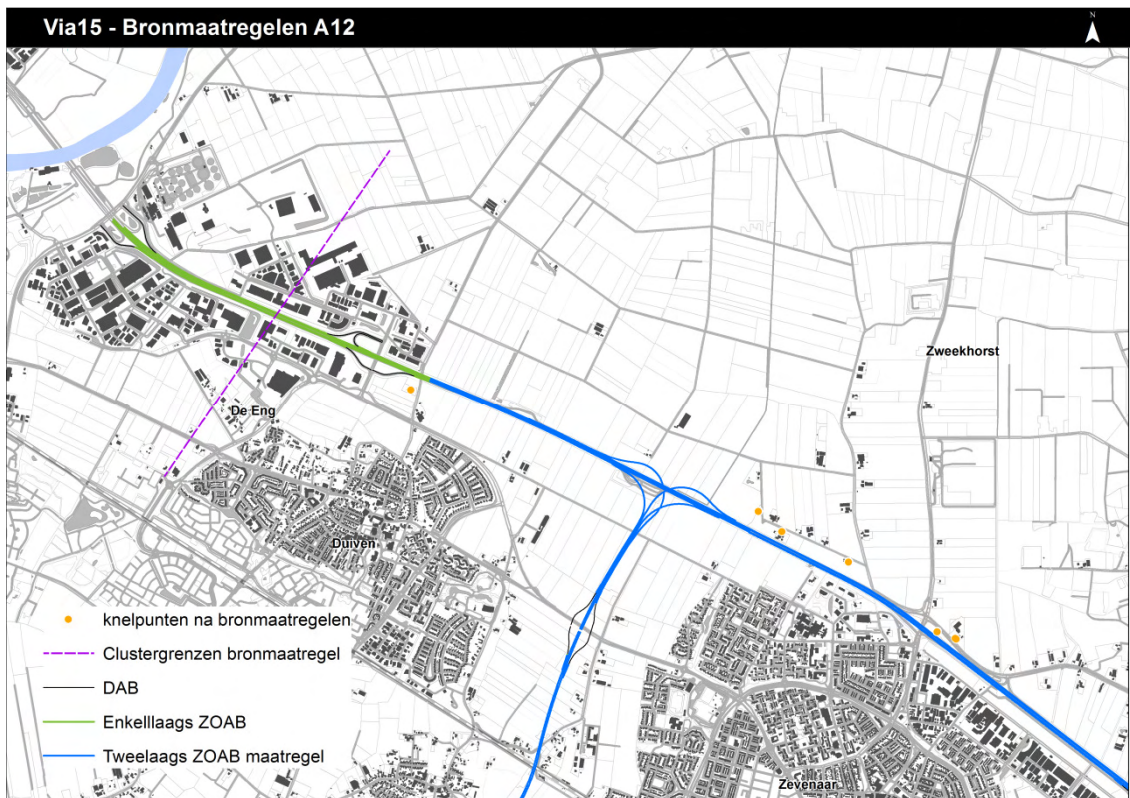 Via15 - Bronmaatregelen A12
N
Zweekhorst
De Eng
Duiven
knelpunten na bronmaatregelen
Clustergrenzen bronmaatregel
DAB
Enkelllaags ZOAB
Tweelaags ZOAB maatregel
Zevenaar